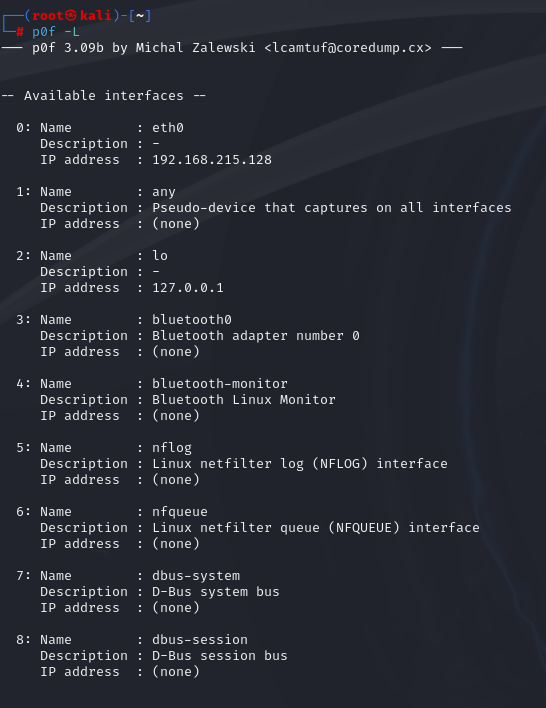 ┌──(root㉿kali)-[~]
└─# p0f -L
--- p0f 3.09b by Michal Zalewski <lcamtuf@coredump.cx> ---
-- Available interfaces --
0: Name        : eth0
Description : -
IP address  : 192.168.215.128
1: Name        : any
Description : Pseudo-device that captures on all interfaces
IP address  : (none)
2: Name        : lo
Description : -
IP address  : 127.0.0.1
3: Name        : bluetooth0
Description : Bluetooth adapter number 0
IP address  : (none)
4: Name        : bluetooth-monitor
Description : Bluetooth Linux Monitor
IP address  : (none)
5: Name        : nflog
Description : Linux netfilter log (NFLOG) interface
IP address  : (none)
6: Name        : nfqueue
Description : Linux netfilter queue (NFQUEUE) interface
IP address  : (none)
7: Name        : dbus-system
Description : D-Bus system bus
IP address  : (none)
8: Name        : dbus-session
Description : D-Bus session bus
IP address  : (none)